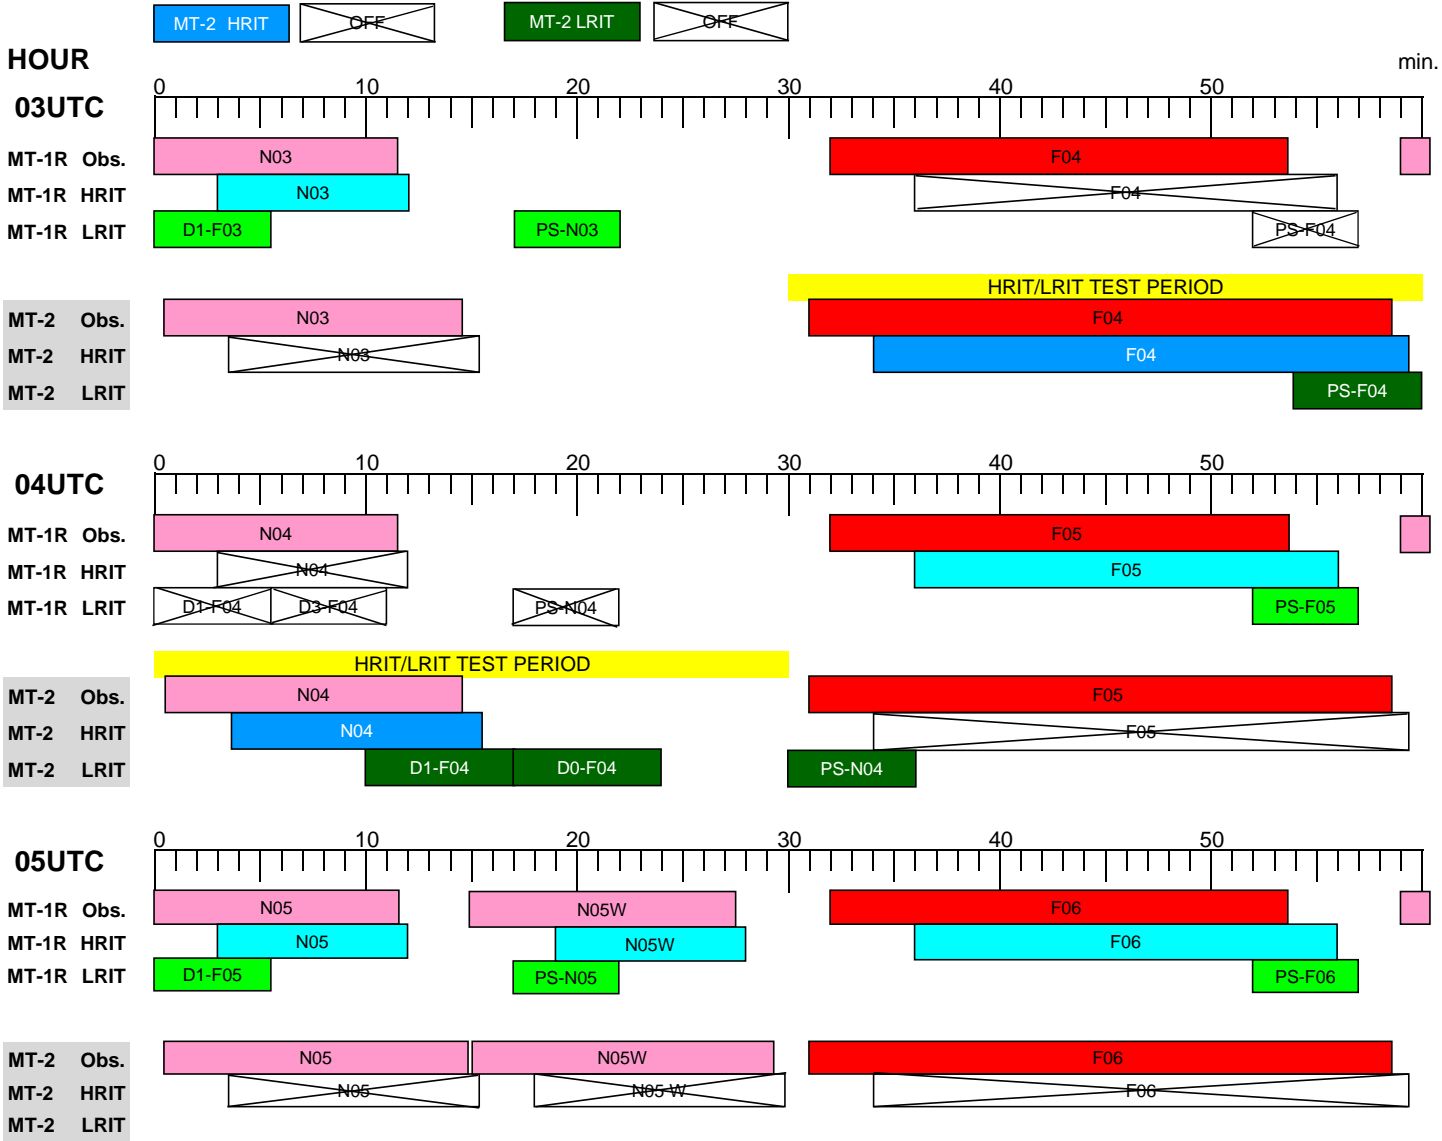 MT-2 HRIT OFF MT-2 LRIT OFF
HOUR min.
0 10 20 30 40 50
03UTC
MT-1R Obs. N03 F04
MT-1R HRIT N03 F04
MT-1R LRIT D1-F03 PS-N03 PS-F04
HRIT/LRIT TEST PERIOD
MT-2 Obs. N03 F04
MT-2 HRIT N03 F04
MT-2 LRIT PS-F04
0 10 20 30 40 50
04UTC
MT-1R Obs. N04 F05
MT-1R HRIT N04 F05
MT-1R LRIT D1-F04 D3-F04 PS-N04 PS-F05
HRIT/LRIT TEST PERIOD
MT-2 Obs. N04 F05
MT-2 HRIT N04 F05
MT-2 LRIT D1-F04 D0-F04 PS-N04
0 10 20 30 40 50
05UTC
MT-1R Obs. N05 N05W F06
MT-1R HRIT N05 N05W F06
MT-1R LRIT D1-F05 PS-N05 PS-F06
MT-2 Obs. N05 N05W F06
MT-2 HRIT N05 N05 W F06
MT-2 LRIT